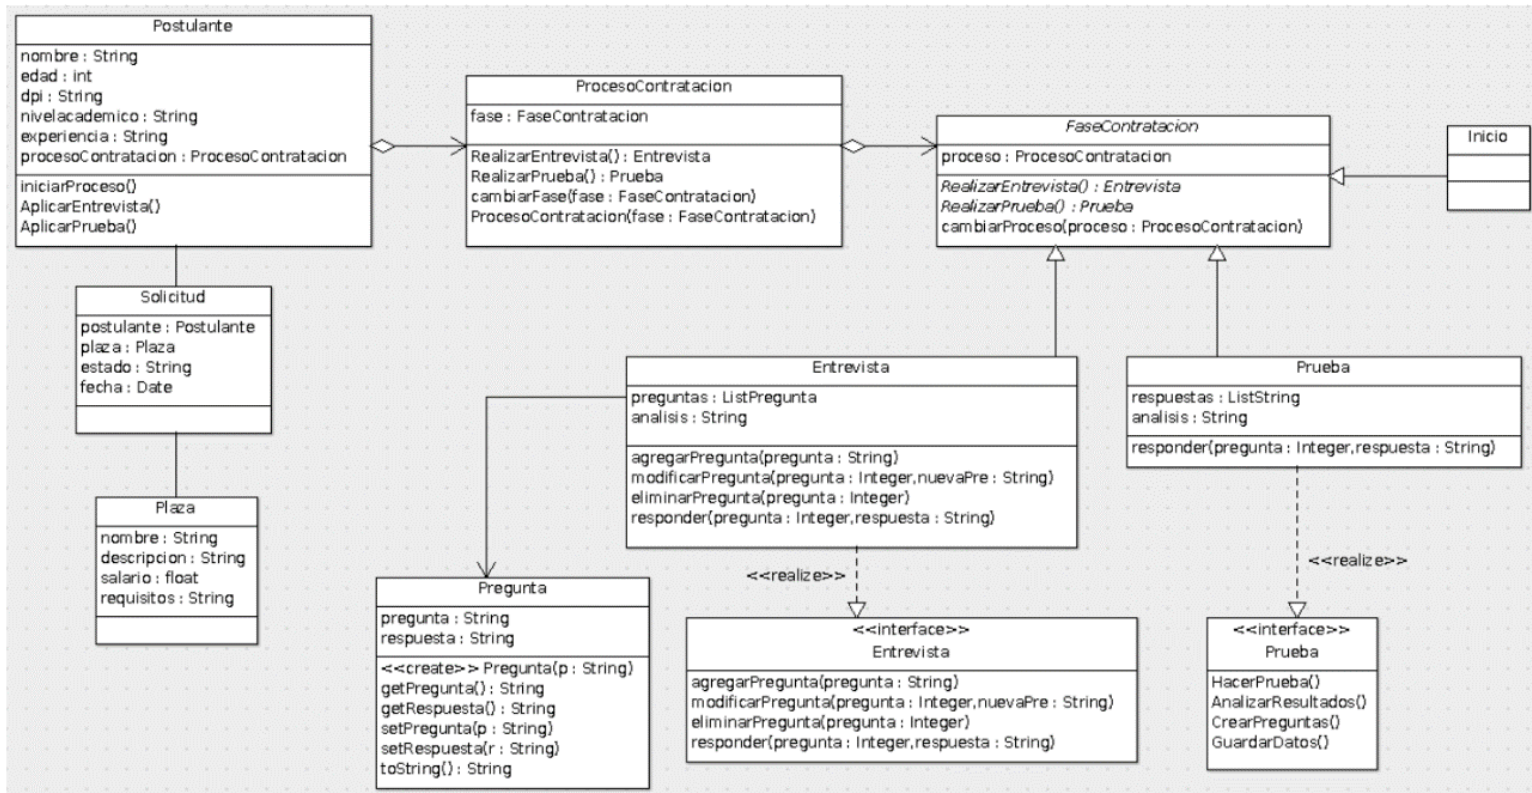 Postulante
nombre : String
edad : int
dpi : String
nivelacademico : String
experiencia : String
procesoContratacion : ProcesoContratacion
iniciarProceso()
AplicarEntrevista()
AplicarPrueba()
ProcesoContratacion
fase : FaseContratacion
RealizarEntrevista() : Entrevista
RealizarPrueba() : Prueba
cambiarFase(fase : FaseContratacion)
ProcesoContratacion(fase : FaseContratacion)
FaseContratacion
proceso : ProcesoContratacion
RealizarEntrevista() : Entrevista
RealizarPrueba() : Prueba
cambiarProceso(proceso : ProcesoContratacion)
Inicio
Solicitud
postulante : Postulante
plaza : Plaza
estado : String
fecha : Date
Plaza
nombre : String
descripcion : String
salario : float
requisitos : String
Entrevista
preguntas : ListPregunta
analisis : String
agregarPregunta(pregunta : String)
modificarPregunta(pregunta : Integer,nuevaPre : String)
eliminarPregunta(pregunta : Integer)
responder(pregunta : Integer,respuesta : String)
Prueba
respuestas : ListString
analisis : String
responder(pregunta : Integer,respuesta : String)
Pregunta
pregunta : String
respuesta : String
<<create>> Pregunta(p : String)
getPregunta() : String
getRespuesta() : String
setPregunta(p : String)
setRespuesta(r : String)
toString() : String
<<realize>>
<<interface>>
Entrevista
agregarPregunta(pregunta : String)
modificarPregunta(pregunta : Integer,nuevaPre : String)
eliminarPregunta(pregunta : Integer)
responder(pregunta : Integer,respuesta : String)
<<realize>>
<<interface>>
Prueba
HacerPrueba()
AnalizarResultados()
CrearPreguntas()
GuardarDatos()